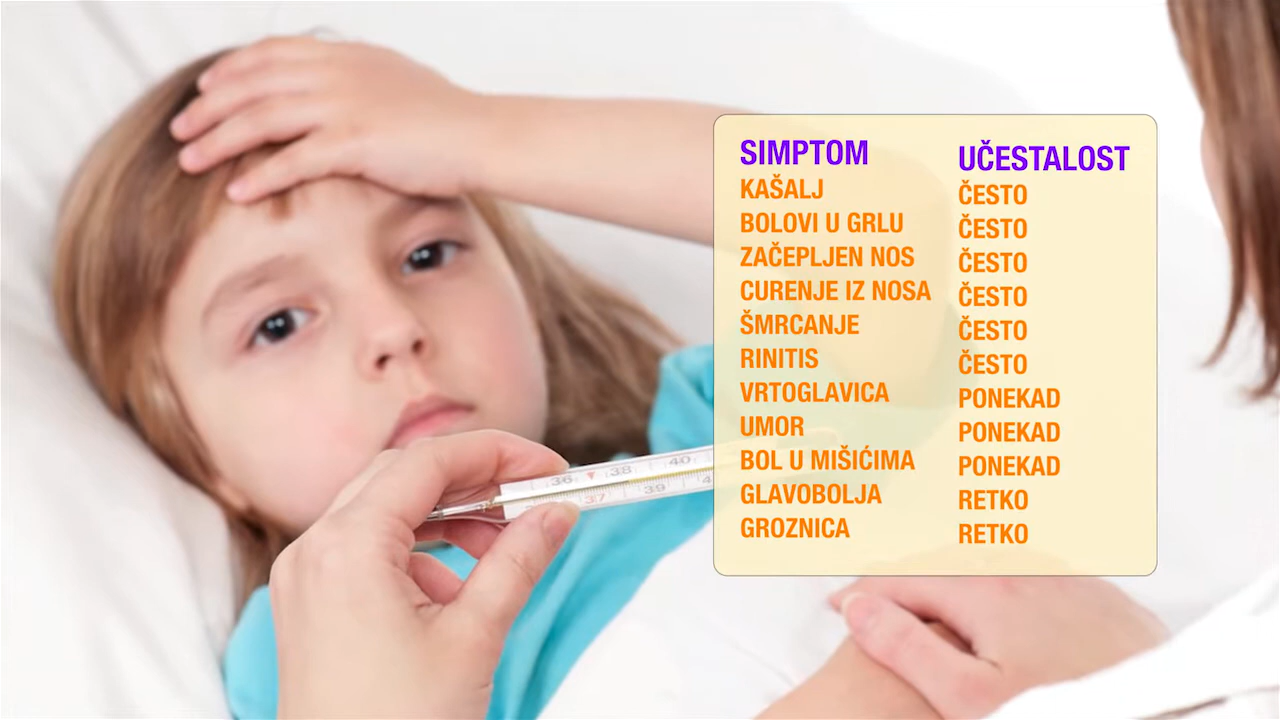 SIMPTOM UČESTALOST
KAŠALJ ČESTO
BOLOVI U GRLU ČESTO
ZAČEPLJEN NOS ČESTO
CURENJE IZ NOSA ČESTO
ŠMRCANJE ČESTO
RINITIS ČESTO
VRTOGLAVICA PONEKAD
UMOR PONEKAD
BOL U MIŠIĆIMA PONEKAD
GLAVOBOLJA RETKO
GROZNICA RETKO
36 38 40
37 39